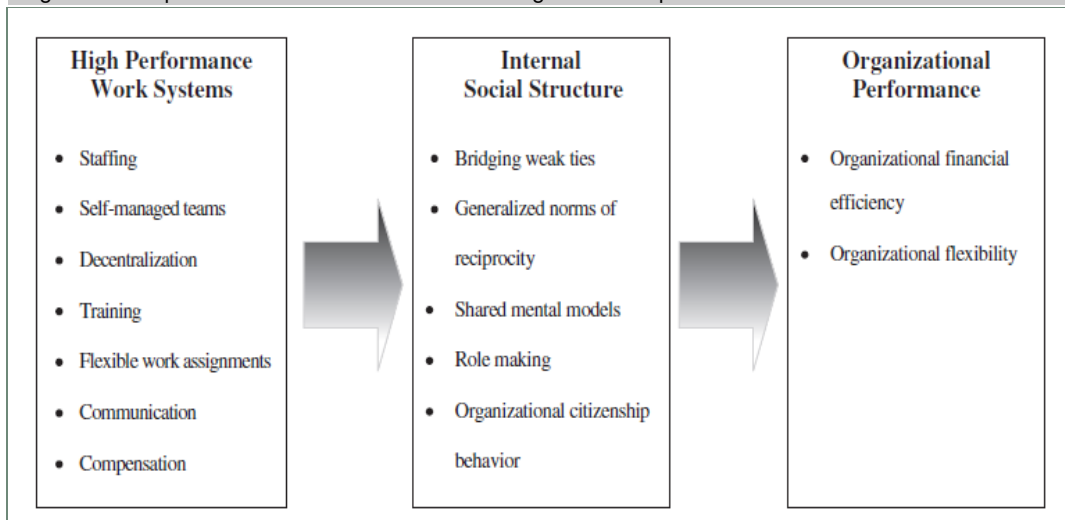 High Performance
Work Systems
• Staffing
• Self-managed teams
• Decentralization
• Training
• Flexible work assignments
• Communication
• Compensation
Internal
Social Structure
• Bridging weak ties
• Generalized norms of
reciprocity
• Shared mental models
• Role making
• Organizational citizenship
behavior
Organizational
Performance
• Organizational financial
efficiency
• Organizational flexibility